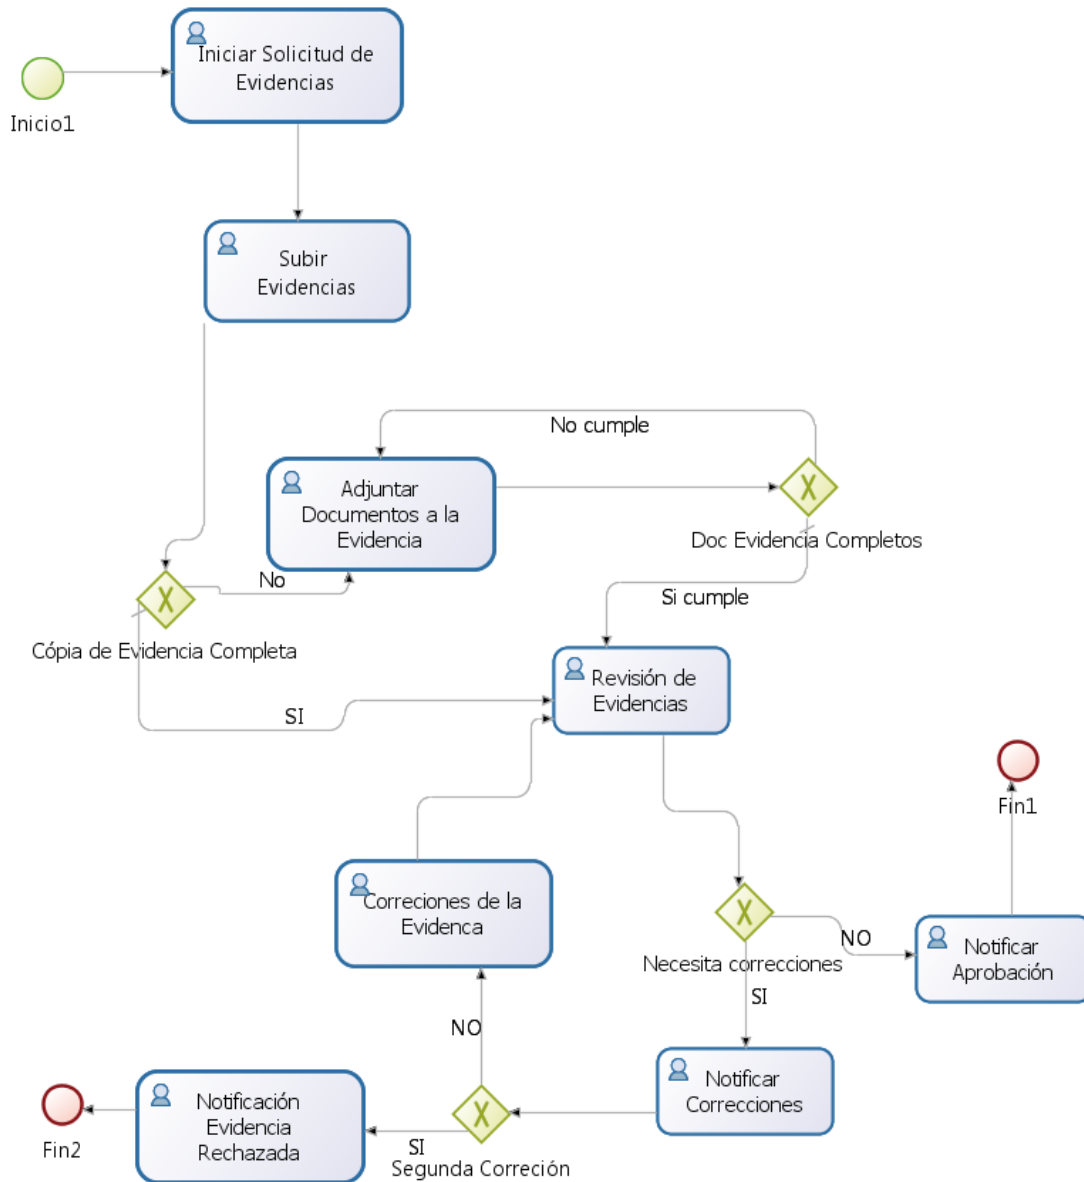 Iniciar Solicitud de
Evidencias
Inicio1
Subir
Evidencias
No cumple
Adjuntar
Documentos a la
Evidencia
Doc Evidencia Completos
No
Si cumple
Cópia de Evidencia Completa
Revisión de
Evidencias
SI
Fin1
Correciones de la
Evidenca
NO
Notificar
Aprobación
Necesita correcciones
SI
NO
Notificar
Correcciones
Notificación
Evidencia
Rechazada
SI
Segunda Correción
Fin2